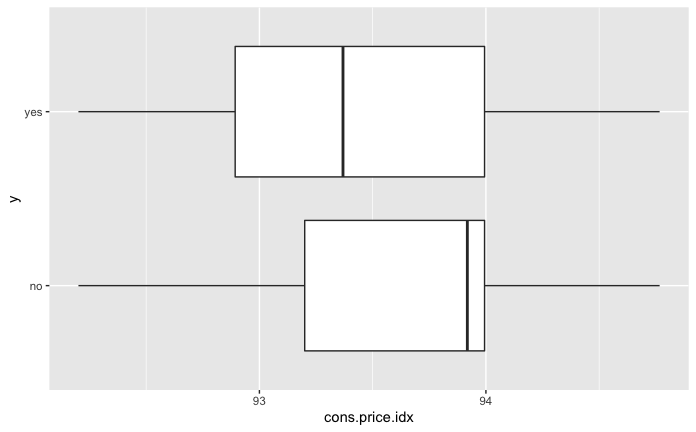 yes
y
no
93
94
cons.price.idx